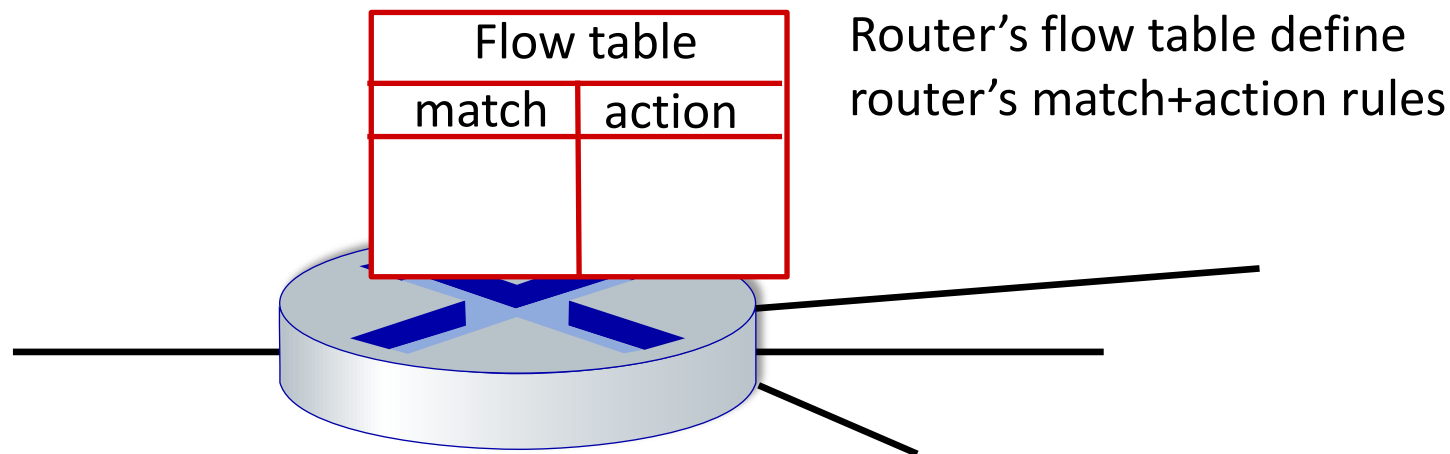 Flow table
match action
Router’s flow table define
router’s match+action rules